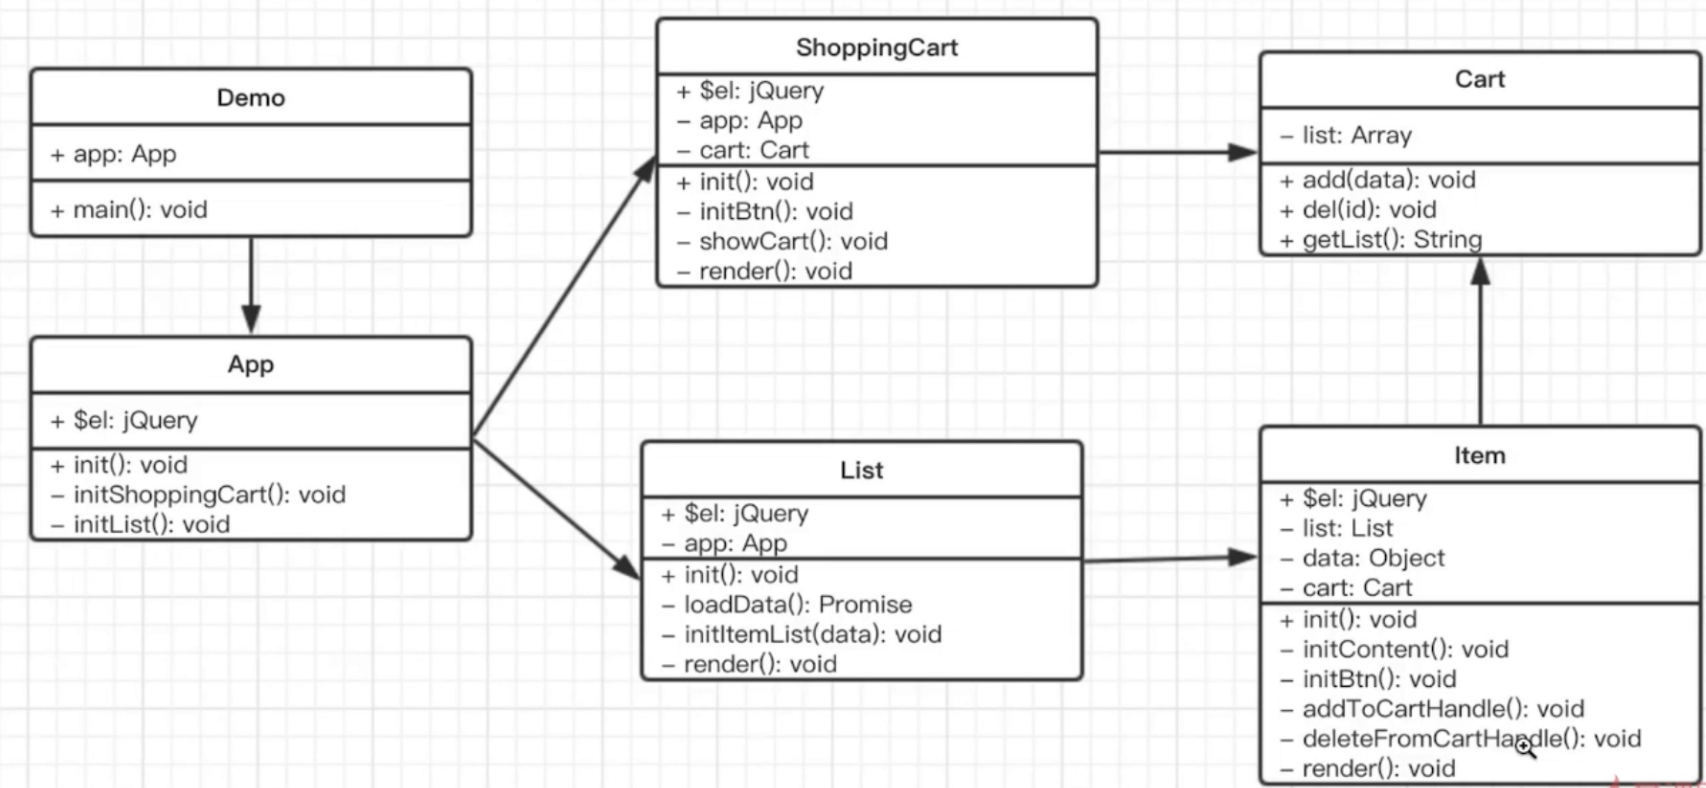 Demo
+ app: App
+ main(): void
App
+ $el: jQuery
+ init(): void
– initShoppingCart(): void
– initList(): void
ShoppingCart
+ $el: jQuery
– app: App
– cart: Cart
+ init(): void
– initBtn(): void
– showCart(): void
– render(): void
List
+ $el: jQuery
– app: App
+ init(): void
– loadData(): Promise
– initItemList(data): void
– render(): void
Cart
– list: Array
+ add(data): void
+ del(id): void
+ getList(): String
Item
+ $el: jQuery
– list: List
– data: Object
– cart: Cart
+ init(): void
– initContent(): void
– initBtn(): void
– addToCartHandle(): void
– deleteFromCartHandle(): void
– render(): void